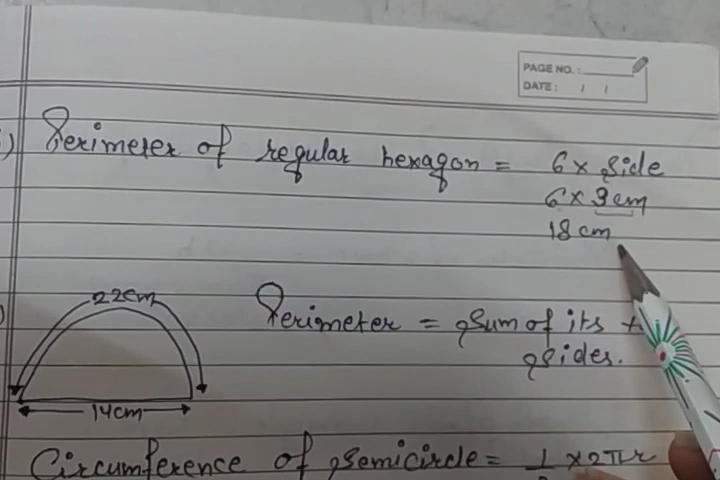 PAGE NO. :
DATE : / /
) Perimeter of regular hexagon = 6 × side
6 × 3 cm
18 cm
22cm
Perimeter = sum of its
sides.
14cm
Circumference of semicircle = 1 × 2πr